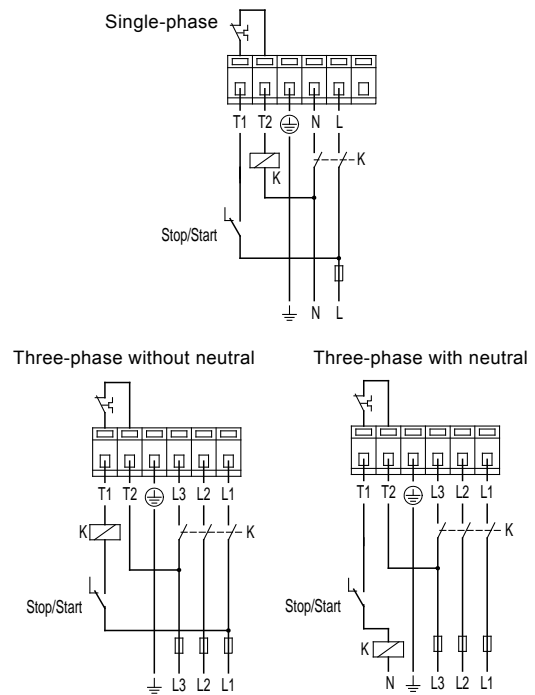 Single-phase
T1 T2 N L
K
K
Stop/Start
N L
Three-phase without neutral
T1 T2 L3 L2 L1
K
K
Stop/Start
L3 L2 L1
Three-phase with neutral
T1 T2 L3 L2 L1
K
Stop/Start
K
N L3 L2 L1